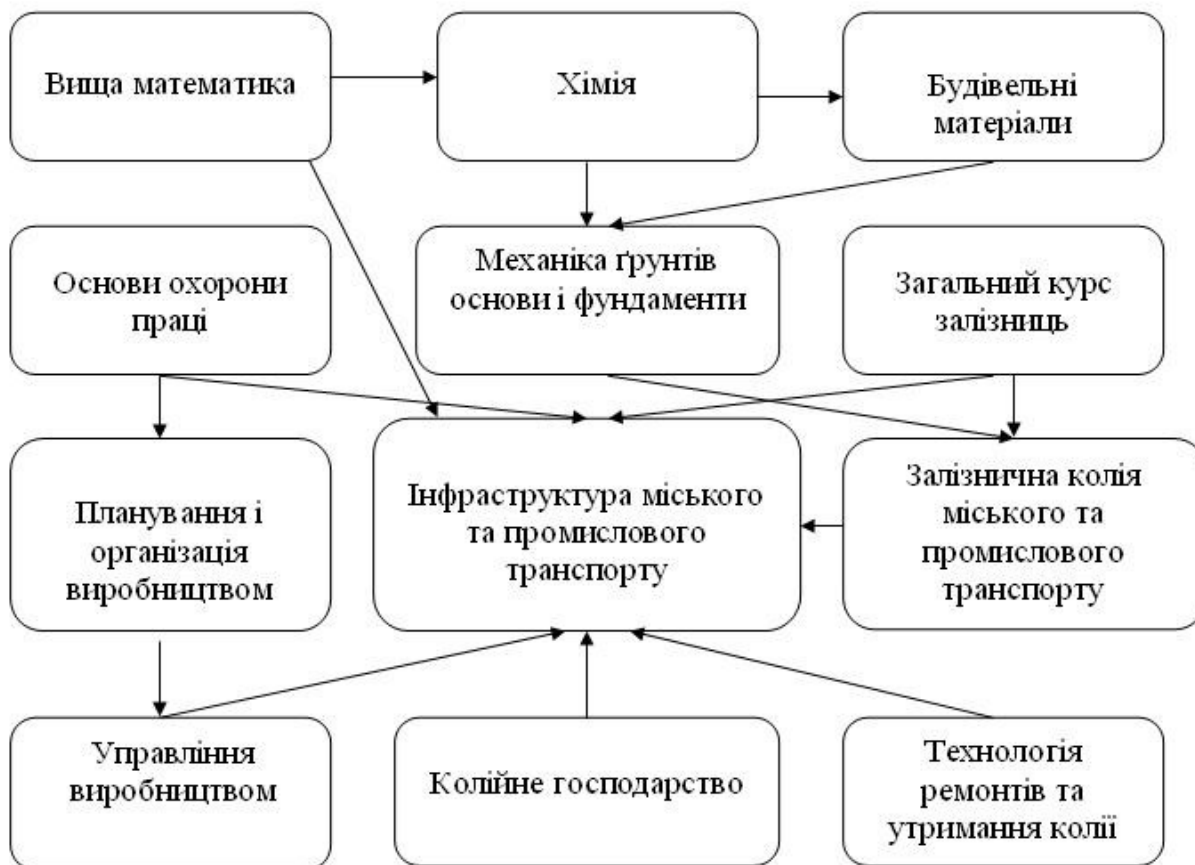 Вища математика
Хімія
Будівельні
матеріали
Основи охорони
праці
Механіка ґрунтів
основи і фундаменти
Загальний курс
залізниць
Планування і
організація
виробництвом
Інфраструктура міського
та промислового
транспорту
Залізнична колія
міського та
промислового
транспорту
Управління
виробництвом
Колійне господарство
Технологія
ремонтів та
утримання колії